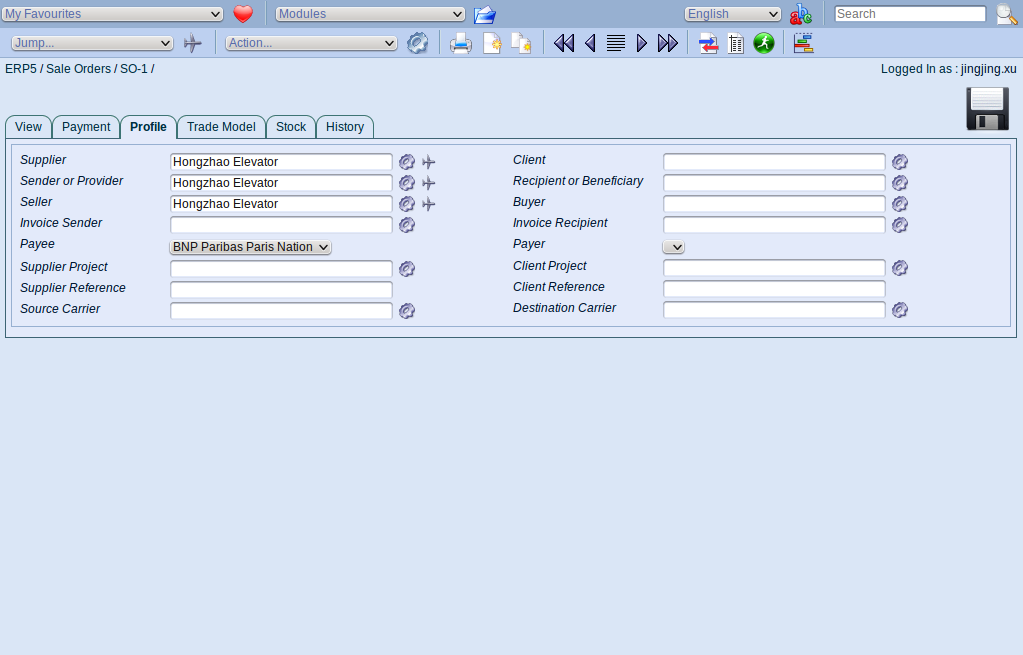 My Favourites Modules English Search
Jump... Action...
ERP5 / Sale Orders / SO-1 / Logged In as : jingjing.xu
View Payment Profile Trade Model Stock History
Supplier Hongzhao Elevator Client
Sender or Provider Hongzhao Elevator Recipient or Beneficiary
Seller Hongzhao Elevator Buyer
Invoice Sender Invoice Recipient
Payee BNP Paribas Paris Nation Payer
Supplier Project Client Project
Supplier Reference Client Reference
Source Carrier Destination Carrier